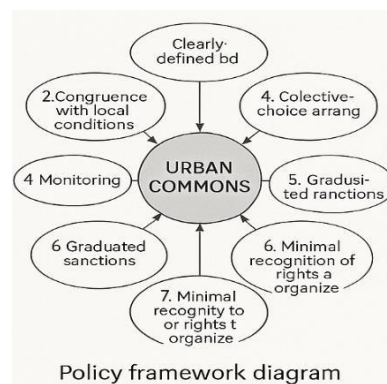 Clearly-
defined bd
2.Congruence
with local
conditions
4. Colective-
choice arrang
URBAN
COMMONS
4 Monitoring
5. Gradusi-
ted ranctions
6 Graduated
sanctions
6. Minimal
recognition of
rights a
organize
7. Minimal
recognity to
or rights t
organize
Policy framework diagram